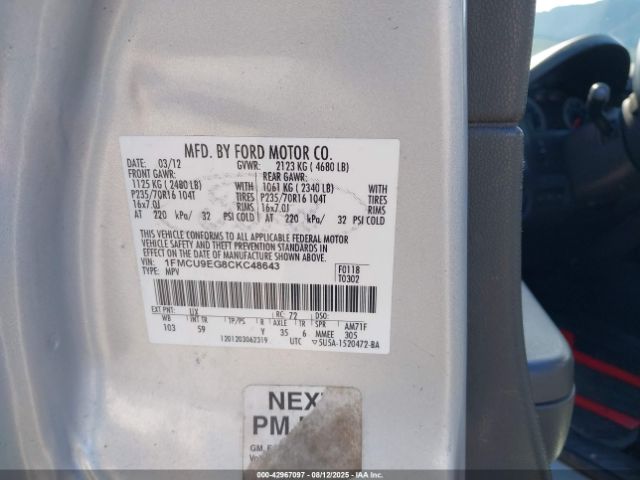 MFD. BY FORD MOTOR CO.
DATE: 03/12 GVWR: 2123 KG ( 4680 LB)
FRONT GAWR: REAR GAWR:
1125 KG ( 2480 LB) WITH 1061 KG ( 2340 LB) WITH
P235/70R16 104T TIRES P235/70R16 104T TIRES
16x7.0J RIMS 16x7.0J RIMS
AT 220 kPa/ 32 PSI COLD AT 220 kPa/ 32 PSI COLD
THIS VEHICLE CONFORMS TO ALL APPLICABLE FEDERAL MOTOR
VEHICLE SAFETY AND THEFT PREVENTION STANDARDS IN
EFFECT ON THE DATE OF MANUFACTURE SHOWN ABOVE.
VIN: 1FMCU9EG8CKC48643 F0118
TYPE: MPV T0302
EXT PNT: UX RC: 72 DSO:
WB INT TR TP/PS R AXLE TR SPR AM71F
103 59 Y 35 6 MMEE 305
1201203062319 UTC 5U5A-1520472-BA
NEX
PM
GM
00-42967097 - 08/12/2025 - COPYRIGHT IAA, LLC